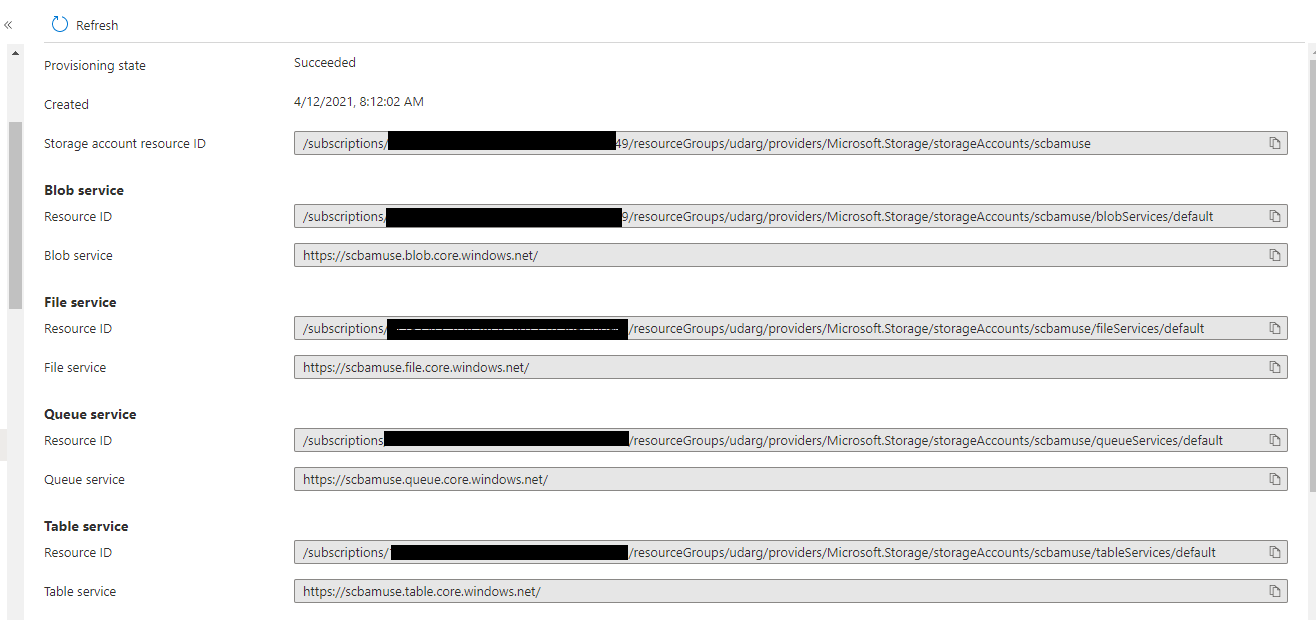 Refresh
Provisioning state Succeeded
Created 4/12/2021, 8:12:02 AM
Storage account resource ID /subscriptions/ 49/resourceGroups/udarg/providers/Microsoft.Storage/storageAccounts/scbamuse
Blob service
Resource ID /subscriptions/ 9/resourceGroups/udarg/providers/Microsoft.Storage/storageAccounts/scbamuse/blobServices/default
Blob service https://scbamuse.blob.core.windows.net/
File service
Resource ID /subscriptions/ /resourceGroups/udarg/providers/Microsoft.Storage/storageAccounts/scbamuse/fileServices/default
File service https://scbamuse.file.core.windows.net/
Queue service
Resource ID /subscriptions /resourceGroups/udarg/providers/Microsoft.Storage/storageAccounts/scbamuse/queueServices/default
Queue service https://scbamuse.queue.core.windows.net/
Table service
Resource ID /subscriptions/ /resourceGroups/udarg/providers/Microsoft.Storage/storageAccounts/scbamuse/tableServices/default
Table service https://scbamuse.table.core.windows.net/